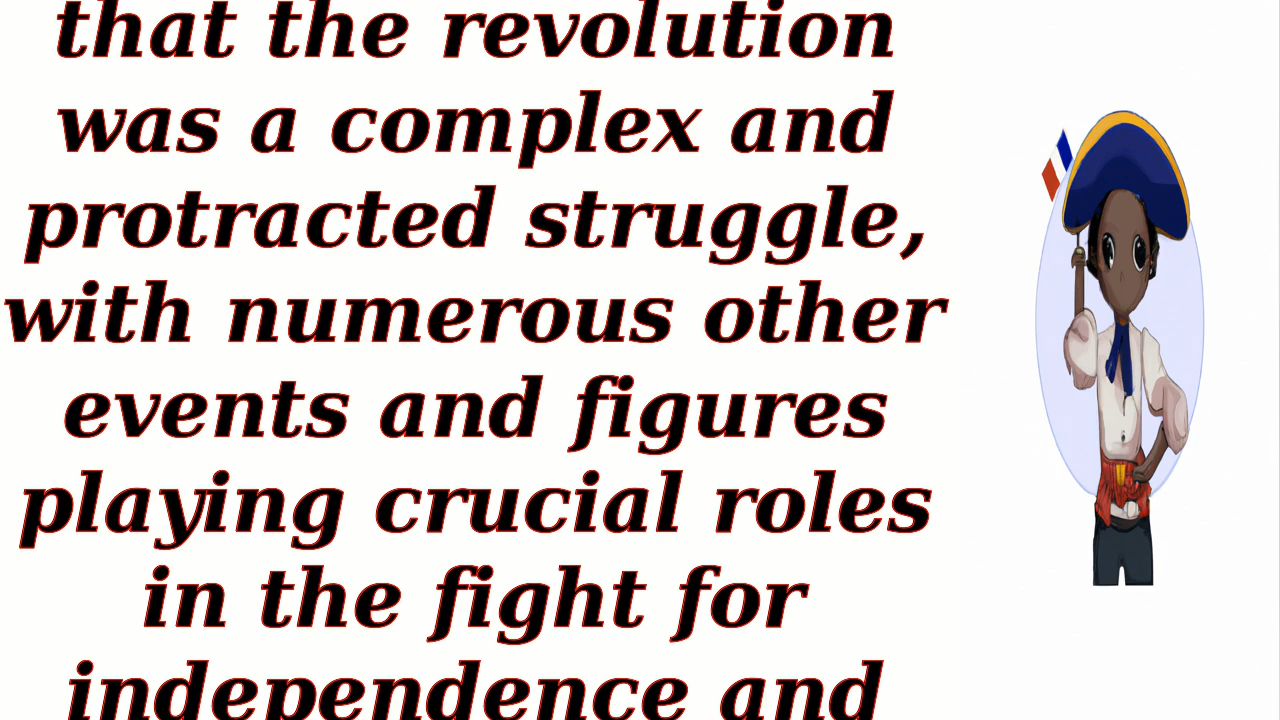 that the revolution
was a complex and
protracted struggle,
with numerous other
events and figures
playing crucial roles
in the fight for
independence and